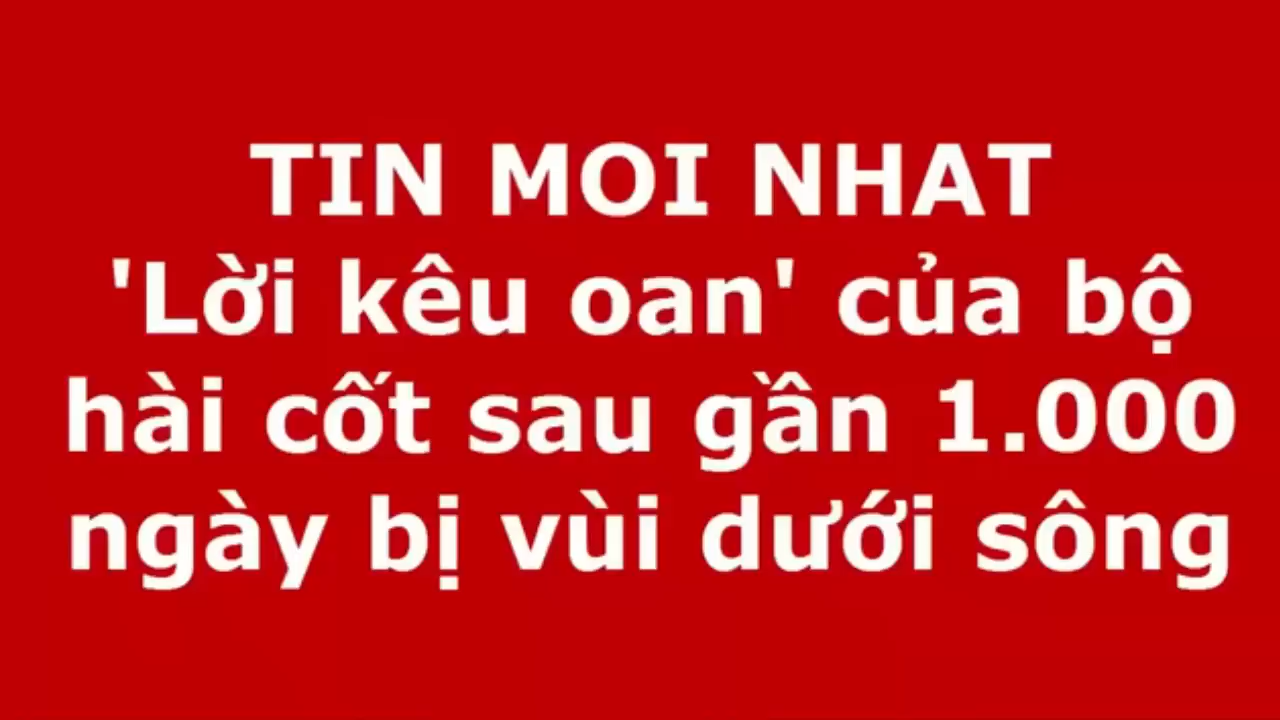 TIN MOI NHAT
'Lời kêu oan' của bộ
hài cốt sau gần 1.000
ngày bị vùi dưới sông